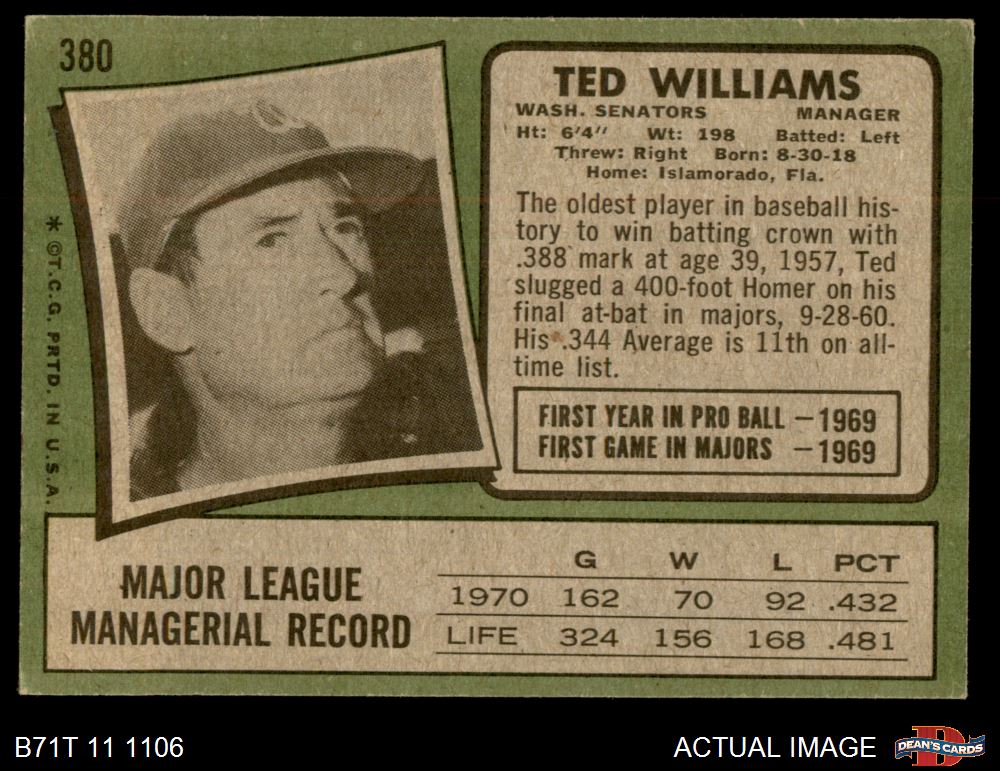 380
TED WILLIAMS
WASH. SENATORS MANAGER
Ht: 6'4" Wt: 198 Batted: Left
Threw: Right Born: 8-30-18
Home: Islamorado, Fla.
The oldest player in baseball his-
tory to win batting crown with
.388 mark at age 39, 1957, Ted
slugged a 400-foot Homer on his
final at-bat in majors, 9-28-60.
His .344 Average is 11th on all-
time list.
FIRST YEAR IN PRO BALL — 1969
FIRST GAME IN MAJORS — 1969
* ©T.C.G. PRTD. IN U.S.A.
MAJOR LEAGUE
MANAGERIAL RECORD
G W L PCT
1970 162 70 92 .432
LIFE 324 156 168 .481
B71T 11 1106
ACTUAL IMAGE
D
DEAN'S CARDS